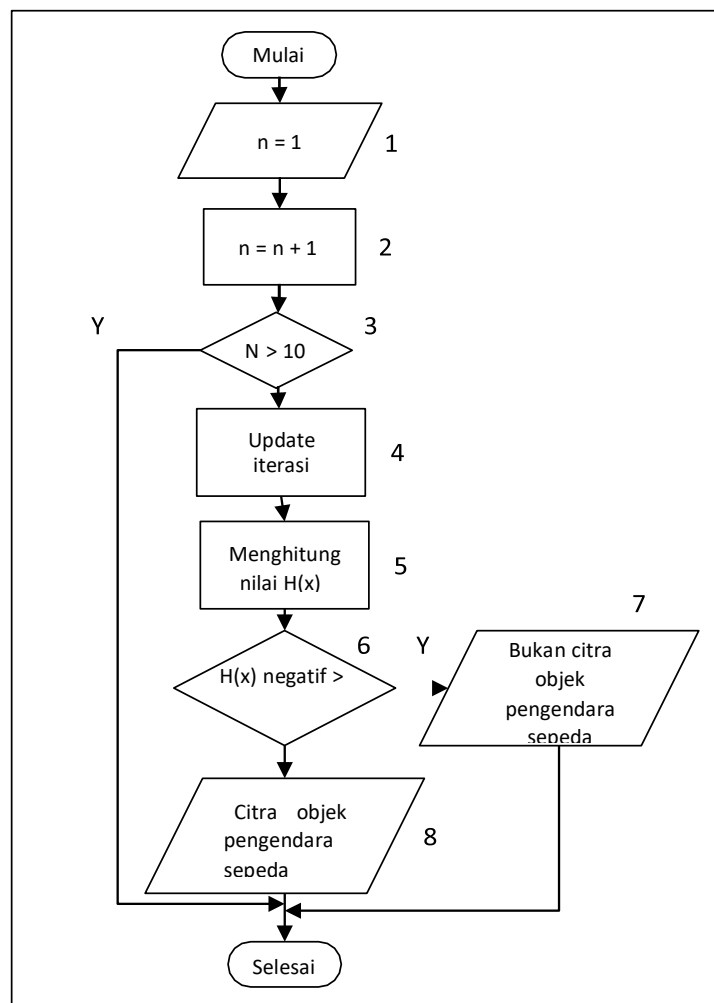 Mulai
n = 1
1
n = n + 1
2
Y
3
N > 10
Update
iterasi
4
Menghitung
nilai H(x)
5
6
H(x) negatif >
Y
7
Bukan citra
objek
pengendara
sepeda
Citra objek
pengendara
sepeda
8
Selesai